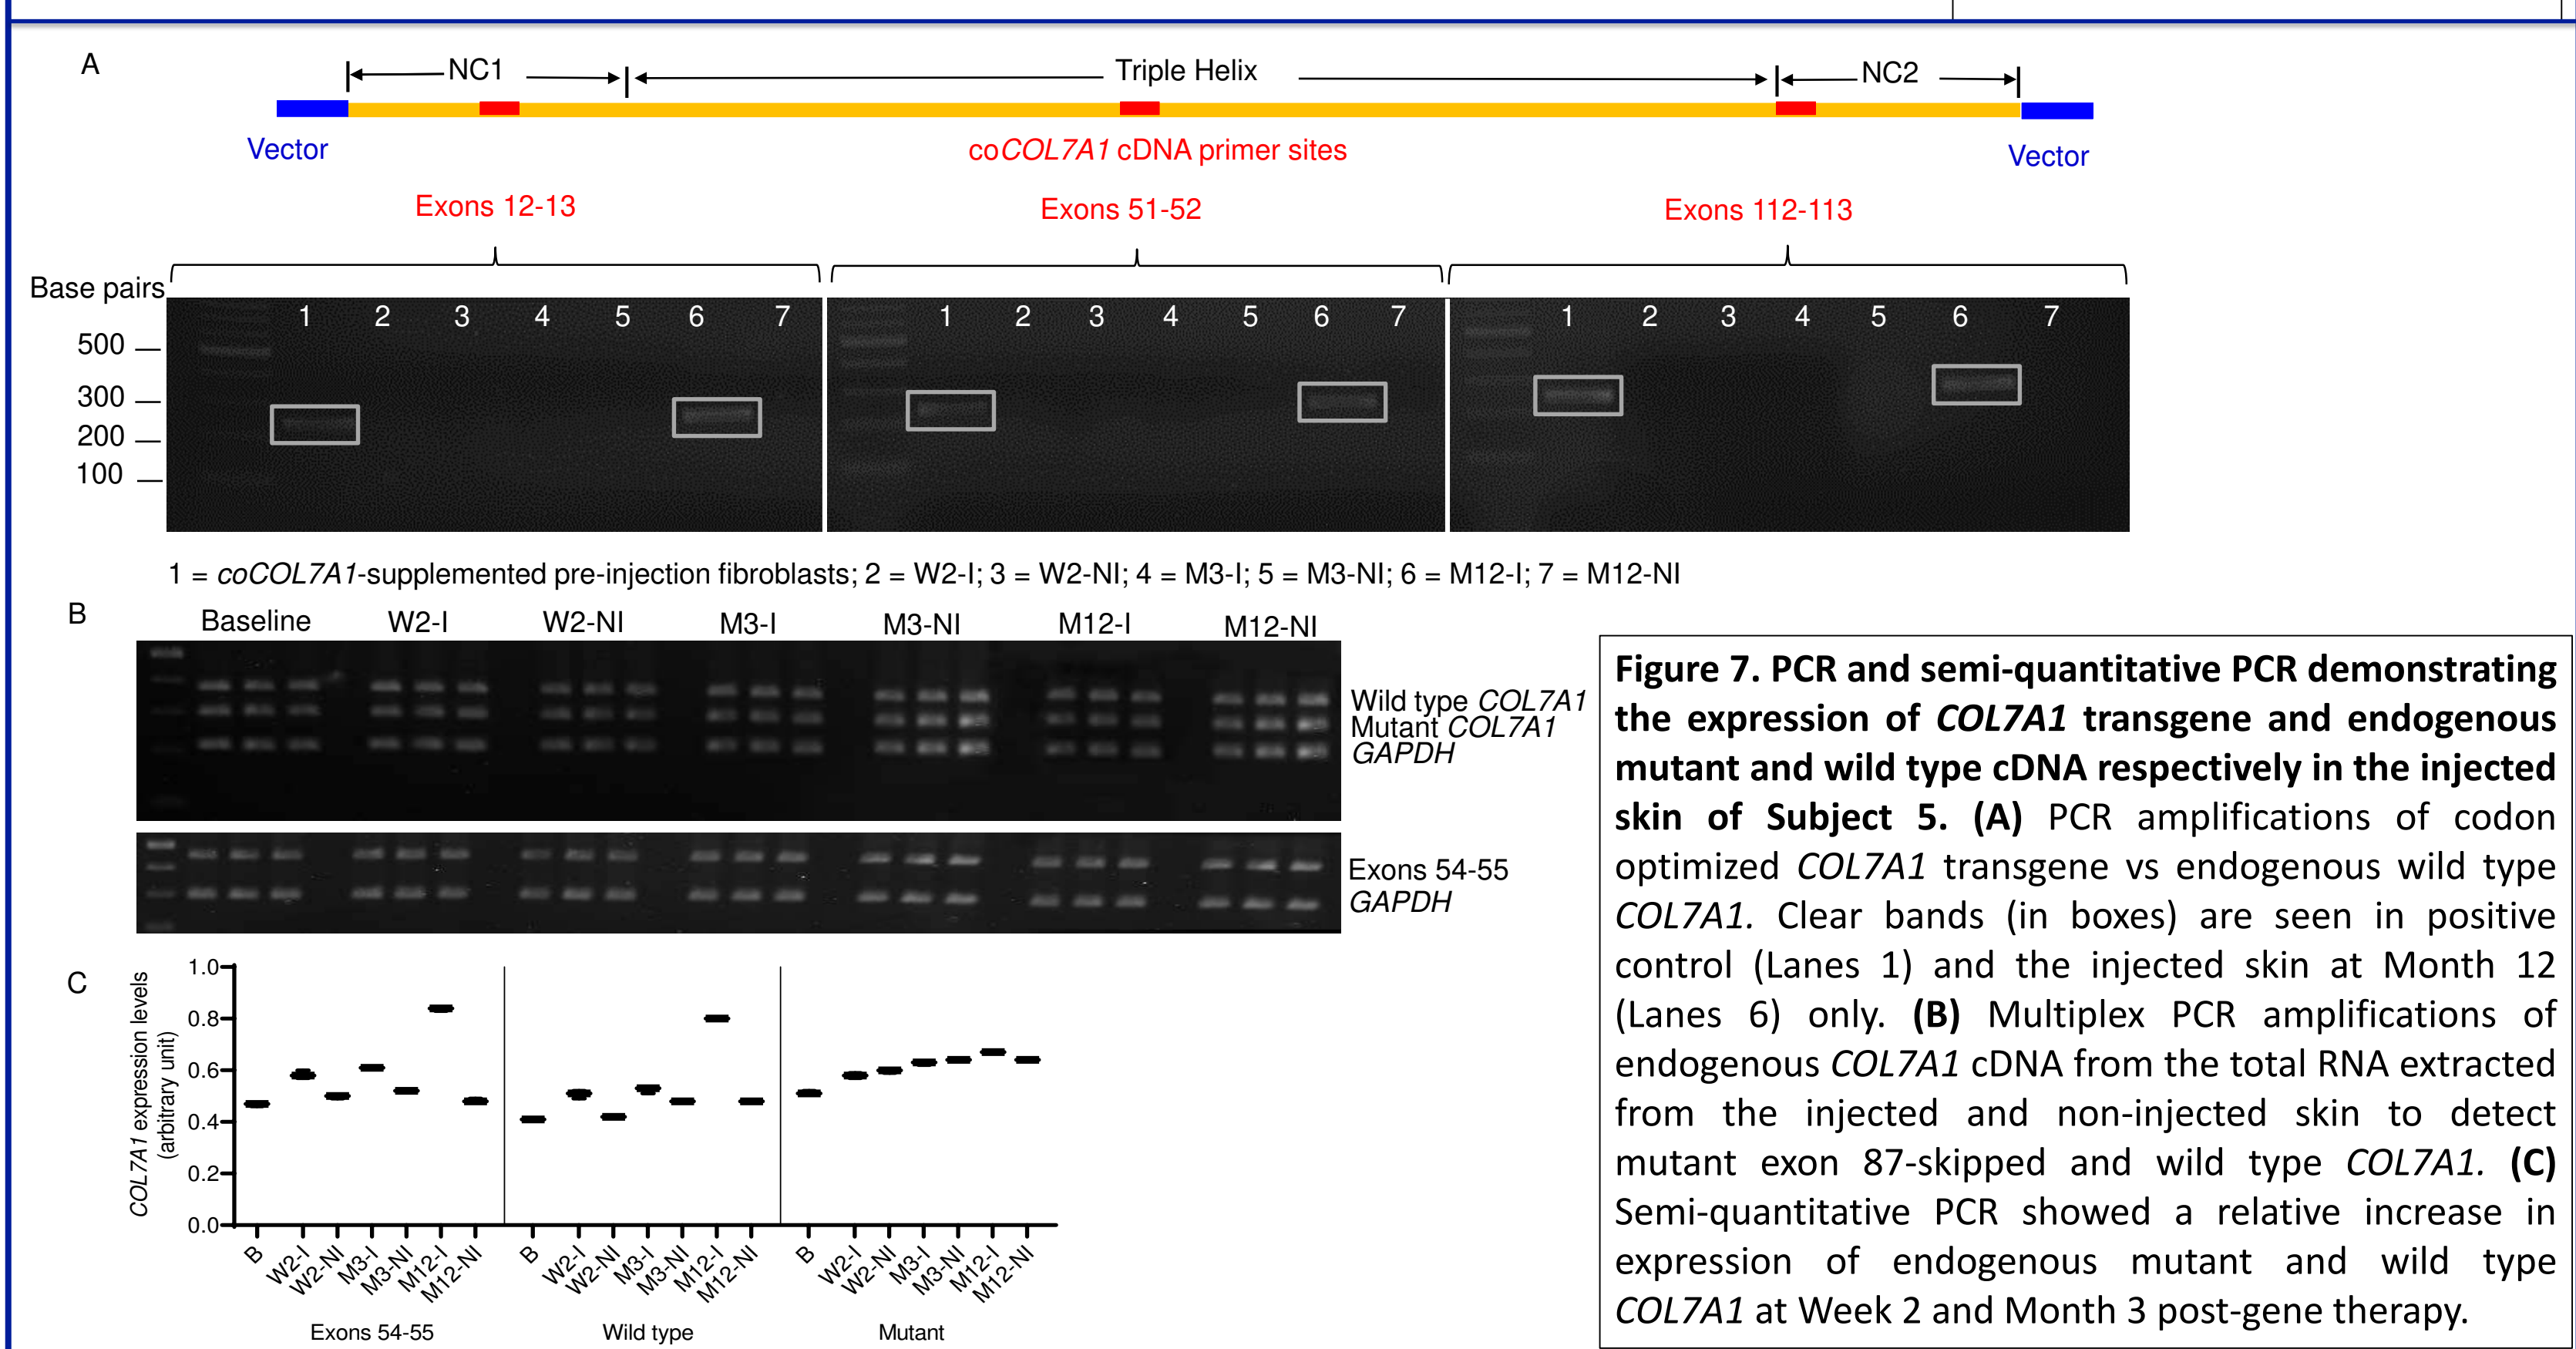 A
NC1
Triple Helix
NC2
Vector
coCOL7A1 cDNA primer sites
Vector
Exons 12-13
Exons 51-52
Exons 112-113
Base pairs
1 2 3 4 5 6 7
1 2 3 4 5 6 7
1 2 3 4 5 6 7
500
300
200
100
1 = coCOL7A1-supplemented pre-injection fibroblasts; 2 = W2-I; 3 = W2-NI; 4 = M3-I; 5 = M3-NI; 6 = M12-I; 7 = M12-NI
B
Baseline W2-I W2-NI M3-I M3-NI M12-I M12-NI
Wild type COL7A1
Mutant COL7A1
GAPDH
Exons 54-55
GAPDH
C
COL7A1 expression levels
(arbitrary unit)
1.0
0.8
0.6
0.4
0.2
0.0
B W2-I W2-NI M3-I M3-NI M12-I M12-NI
B W2-I W2-NI M3-I M3-NI M12-I M12-NI
B W2-I W2-NI M3-I M3-NI M12-I M12-NI
Exons 54-55
Wild type
Mutant
Figure 7. PCR and semi-quantitative PCR demonstrating
the expression of COL7A1 transgene and endogenous
mutant and wild type cDNA respectively in the injected
skin of Subject 5. (A) PCR amplifications of codon
optimized COL7A1 transgene vs endogenous wild type
COL7A1. Clear bands (in boxes) are seen in positive
control (Lanes 1) and the injected skin at Month 12
(Lanes 6) only. (B) Multiplex PCR amplifications of
endogenous COL7A1 cDNA from the total RNA extracted
from the injected and non-injected skin to detect
mutant exon 87-skipped and wild type COL7A1. (C)
Semi-quantitative PCR showed a relative increase in
expression of endogenous mutant and wild type
COL7A1 at Week 2 and Month 3 post-gene therapy.